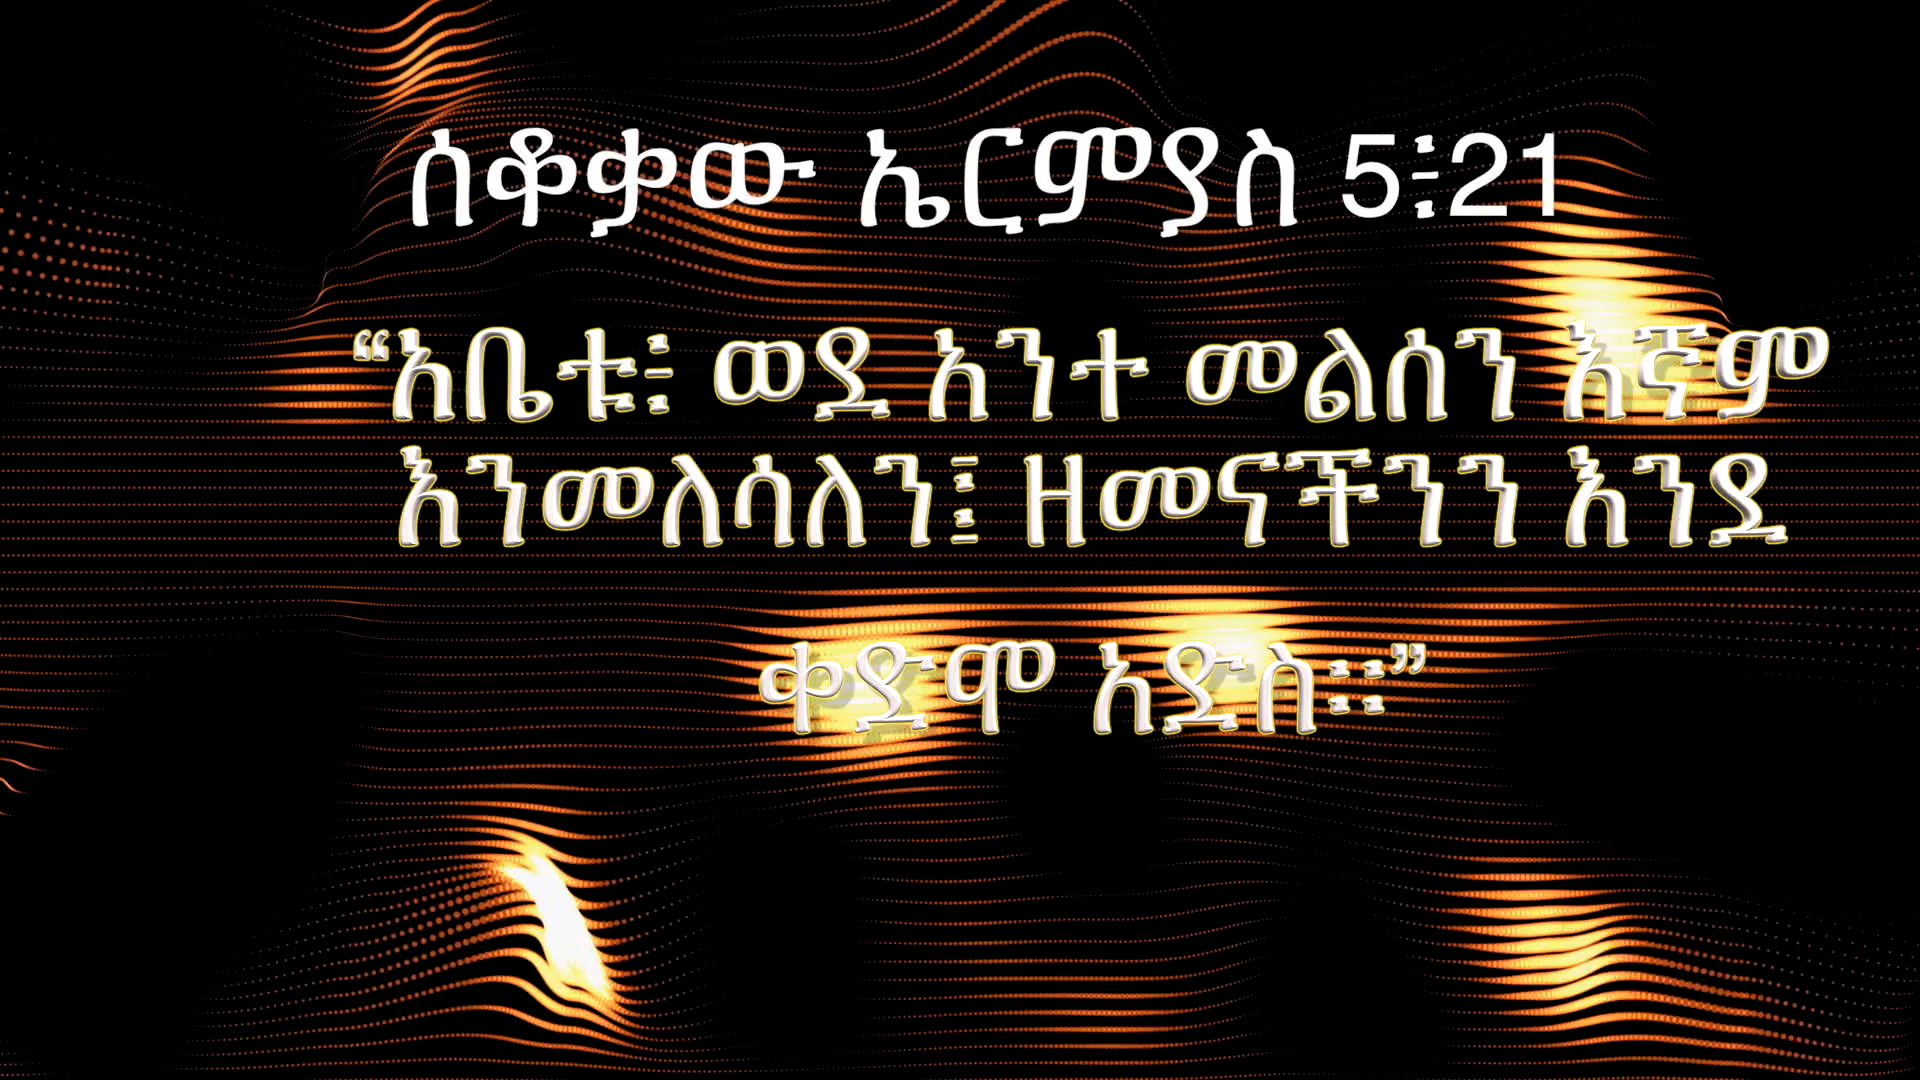 ሰቆቃው ኤርምያስ 5፥21
“አቤቱ፥ ወደ አንተ መልሰን እኛም
እንመለሳለን፤ ዘመናችንን እንደ
ቀድሞ አድስ።።”